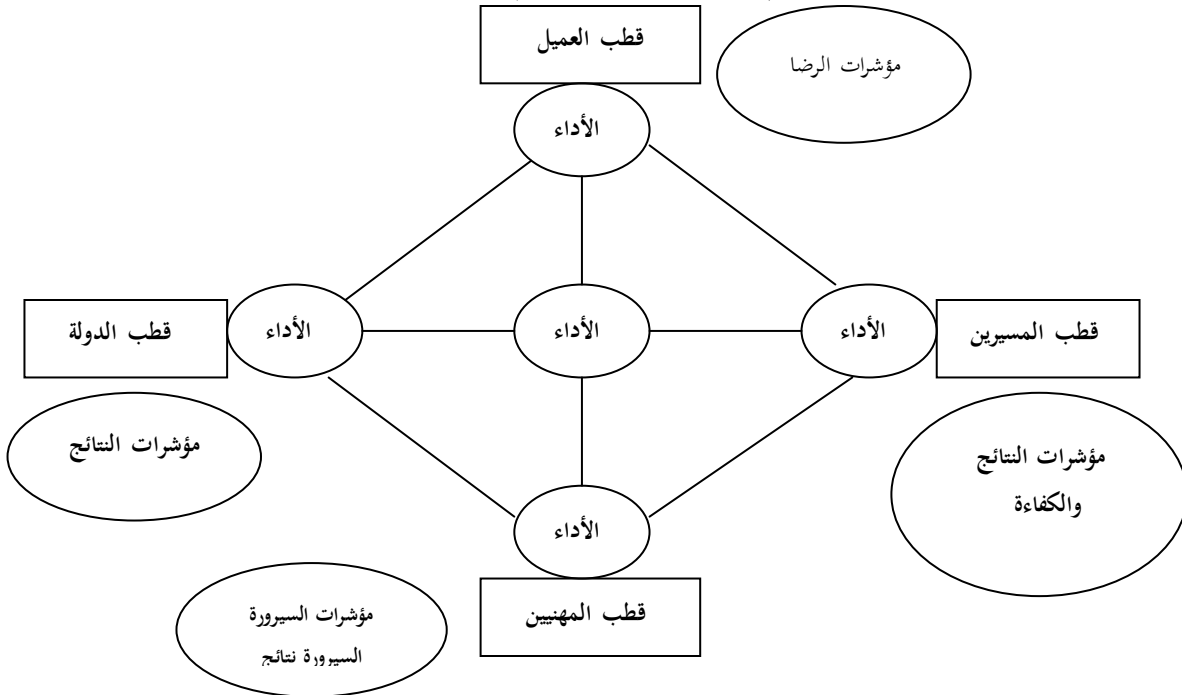 قطب العميل
مؤشرات الرضا
الأداء
قطب المسيرين
الأداء
الأداء
الأداء
قطب الدولة
مؤشرات النتائج
والكفاءة
مؤشرات النتائج
الأداء
قطب المهنيين
مؤشرات السيرورة
السيرورة نتائج